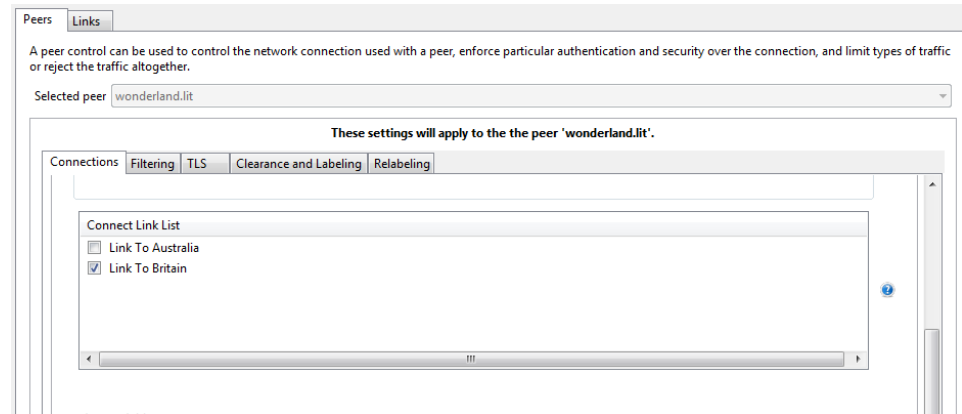 Peers Links
A peer control can be used to control the network connection used with a peer, enforce particular authentication and security over the connection, and limit types of traffic
or reject the traffic altogether.
Selected peer wonderland.lit
These settings will apply to the the peer 'wonderland.lit'.
Connections Filtering TLS Clearance and Labeling Relabeling
Connect Link List
Link To Australia
Link To Britain